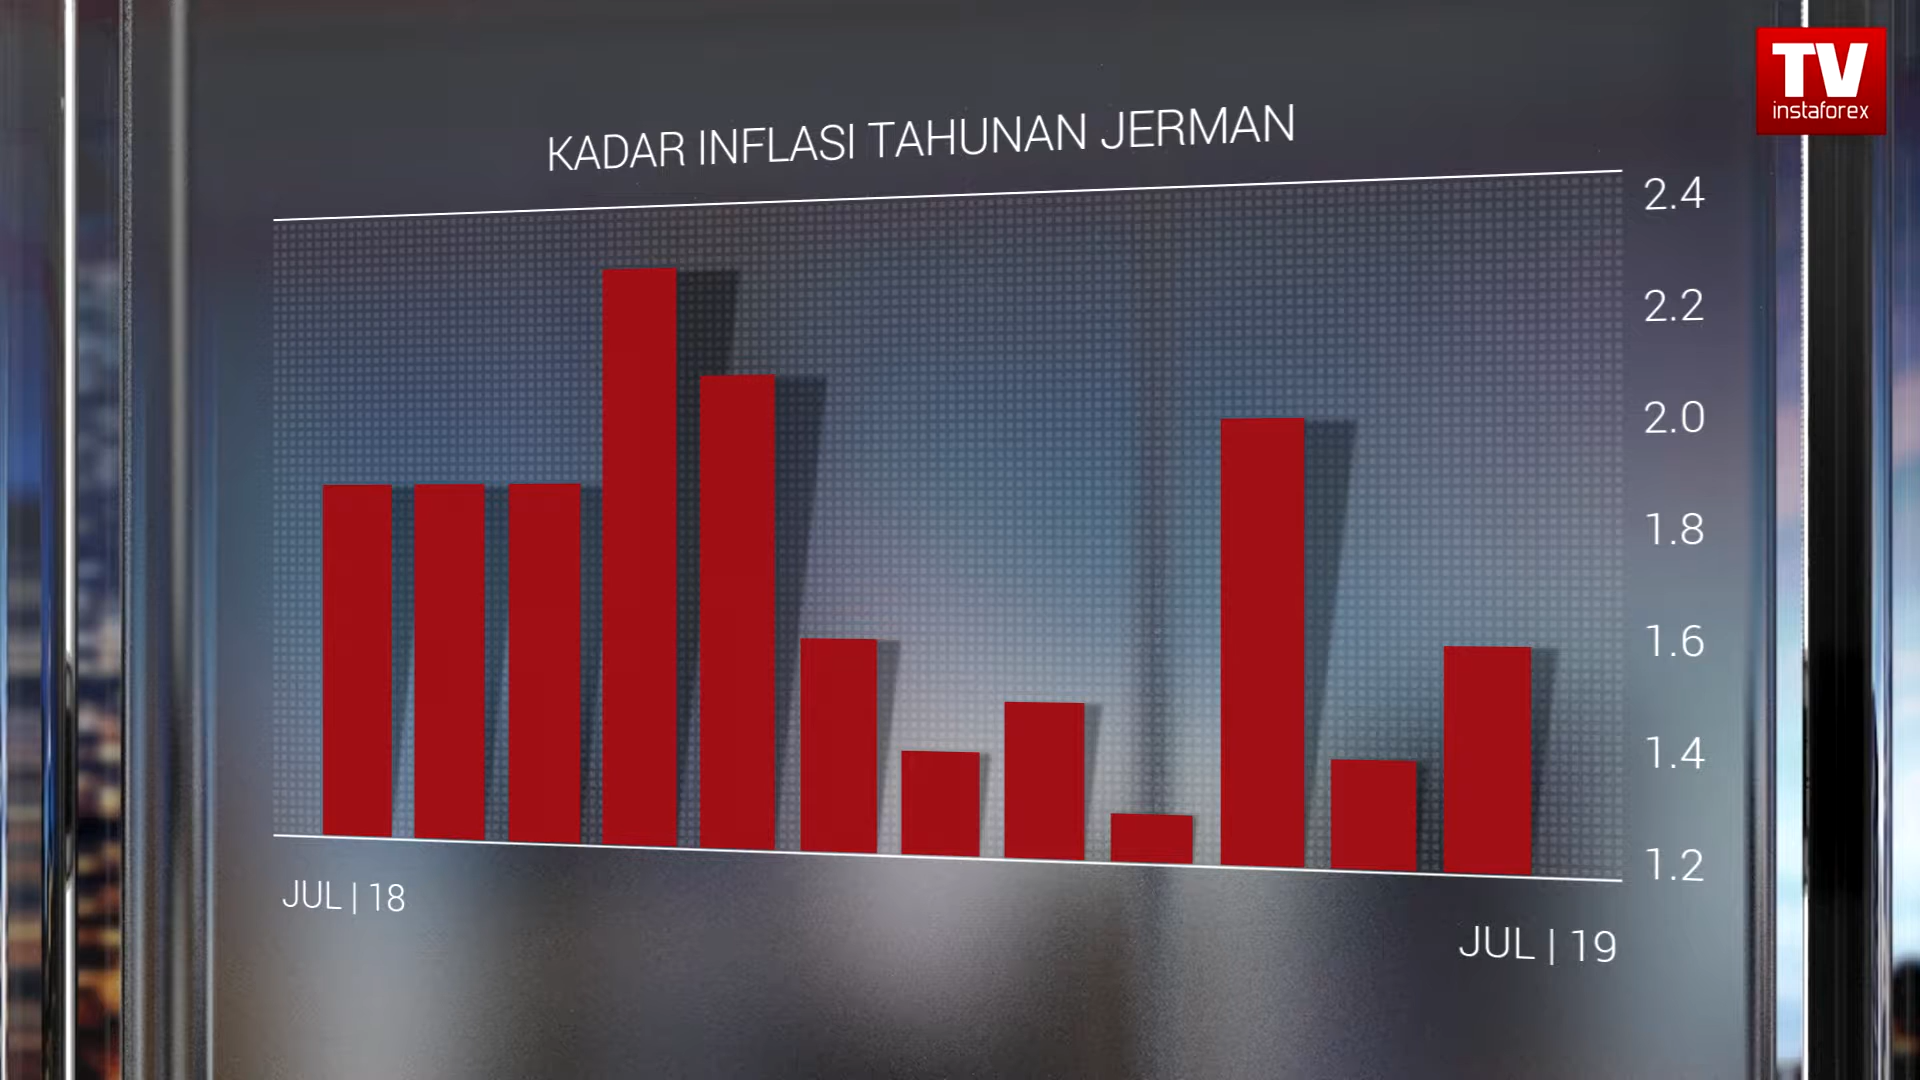 TV
instaforex
KADAR INFLASI TAHUNAN JERMAN
2.4
2.2
2.0
1.8
1.6
1.4
1.2
JUL | 18
JUL | 19